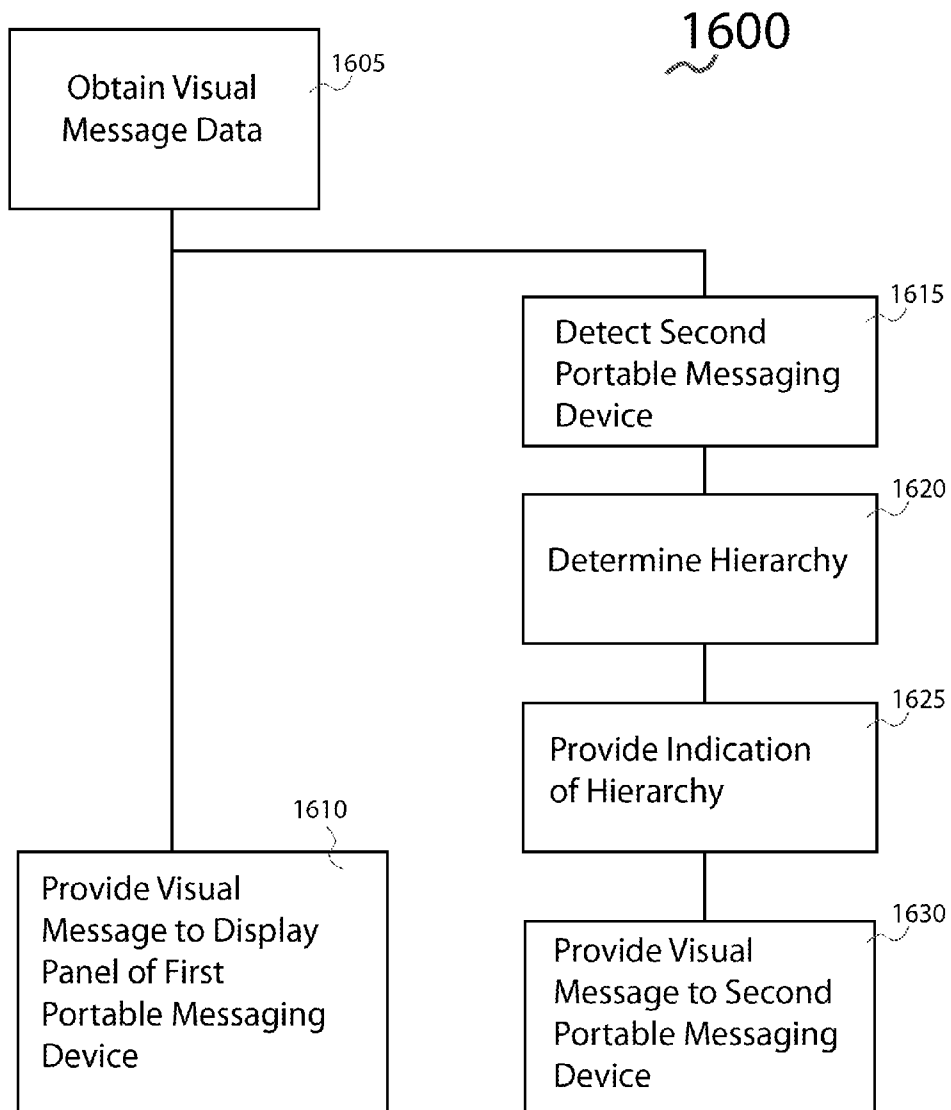 1600
1605
Obtain Visual
Message Data
1615
Detect Second
Portable Messaging
Device
1620
Determine Hierarchy
1625
Provide Indication
of Hierarchy
1610
Provide Visual
Message to Display
Panel of First
Portable Messaging
Device
1630
Provide Visual
Message to Second
Portable Messaging
Device